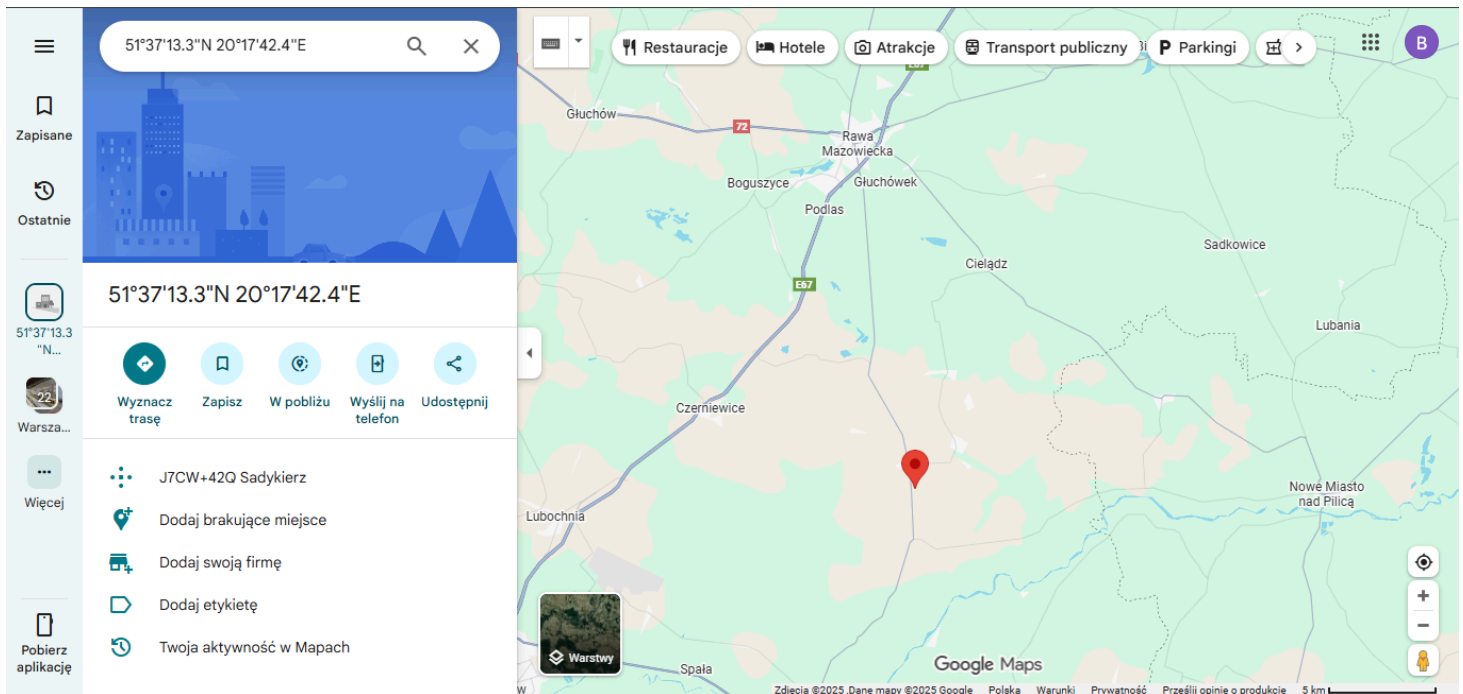 51°37'13.3"N 20°17'42.4"E
Zapisane
Ostatnie
51°37'13.3
"N...
22
Warsza...
Więcej
Pobierz
aplikację
51°37'13.3"N 20°17'42.4"E
Wyznacz
trasę
Zapisz
W pobliżu
Wyślij na
telefon
Udostępnij
J7CW+42Q Sadykierz
Dodaj brakujące miejsce
Dodaj swoją firmę
Dodaj etykietę
Twoja aktywność w Mapach
Restauracje
Hotele
Atrakcje
Transport publiczny
P Parkingi
B
E67
Głuchów
72
Rawa
Mazowiecka
Boguszyce
Głuchówek
Podlas
Sadkowice
Cielądz
E67
Lubania
Czerniewice
Nowe Miasto
nad Pilicą
Lubochnia
Warstwy
Spała
Google Maps
W
Zdjęcia ©2025 .Dane mapy ©2025 Google Polska Warunki Prywatność Prześlij opinię o produkcie 5 km